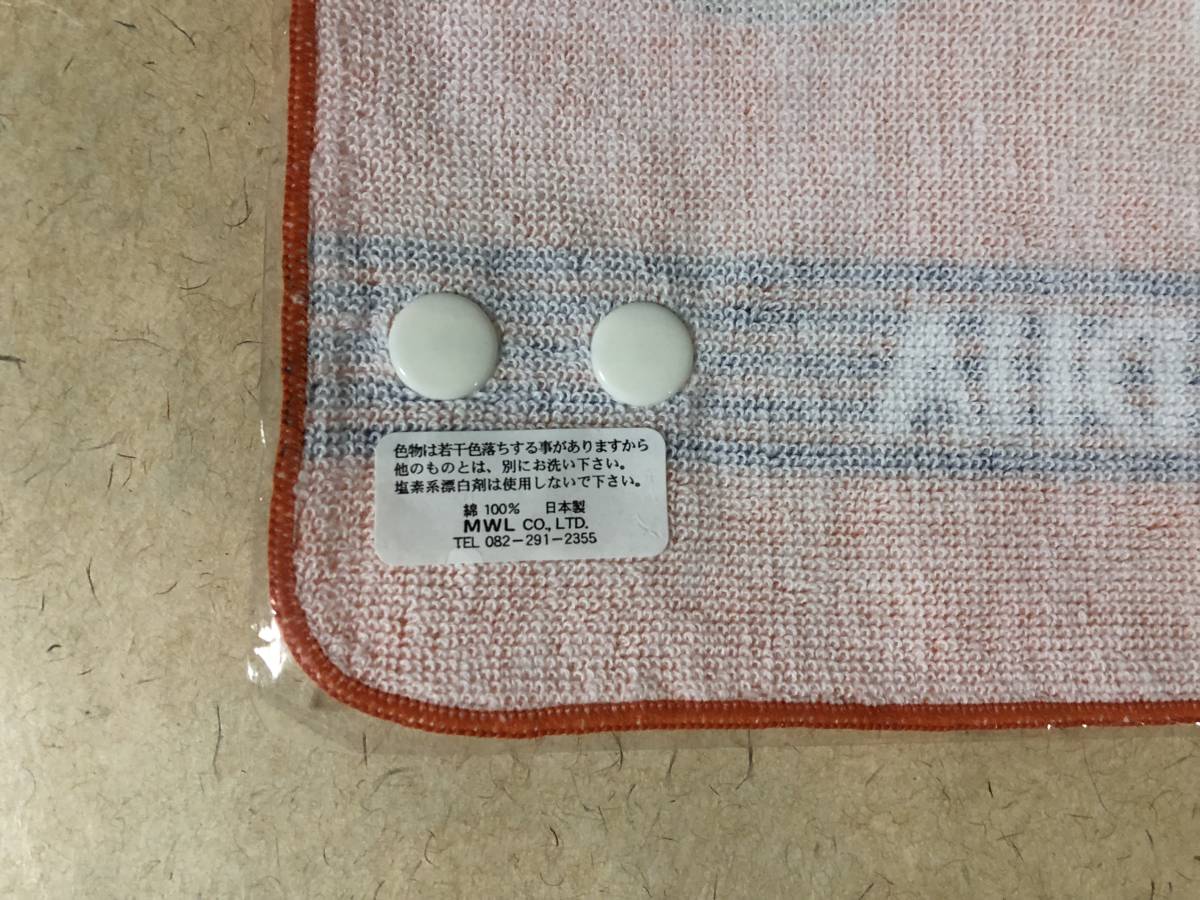 色物は若干色落ちする事がありますから
他のものとは、別にお洗い下さい。
塩素系漂白剤は使用しないで下さい。
綿 100% 日本製
MWL CO., LTD.
TEL 082-291-2355